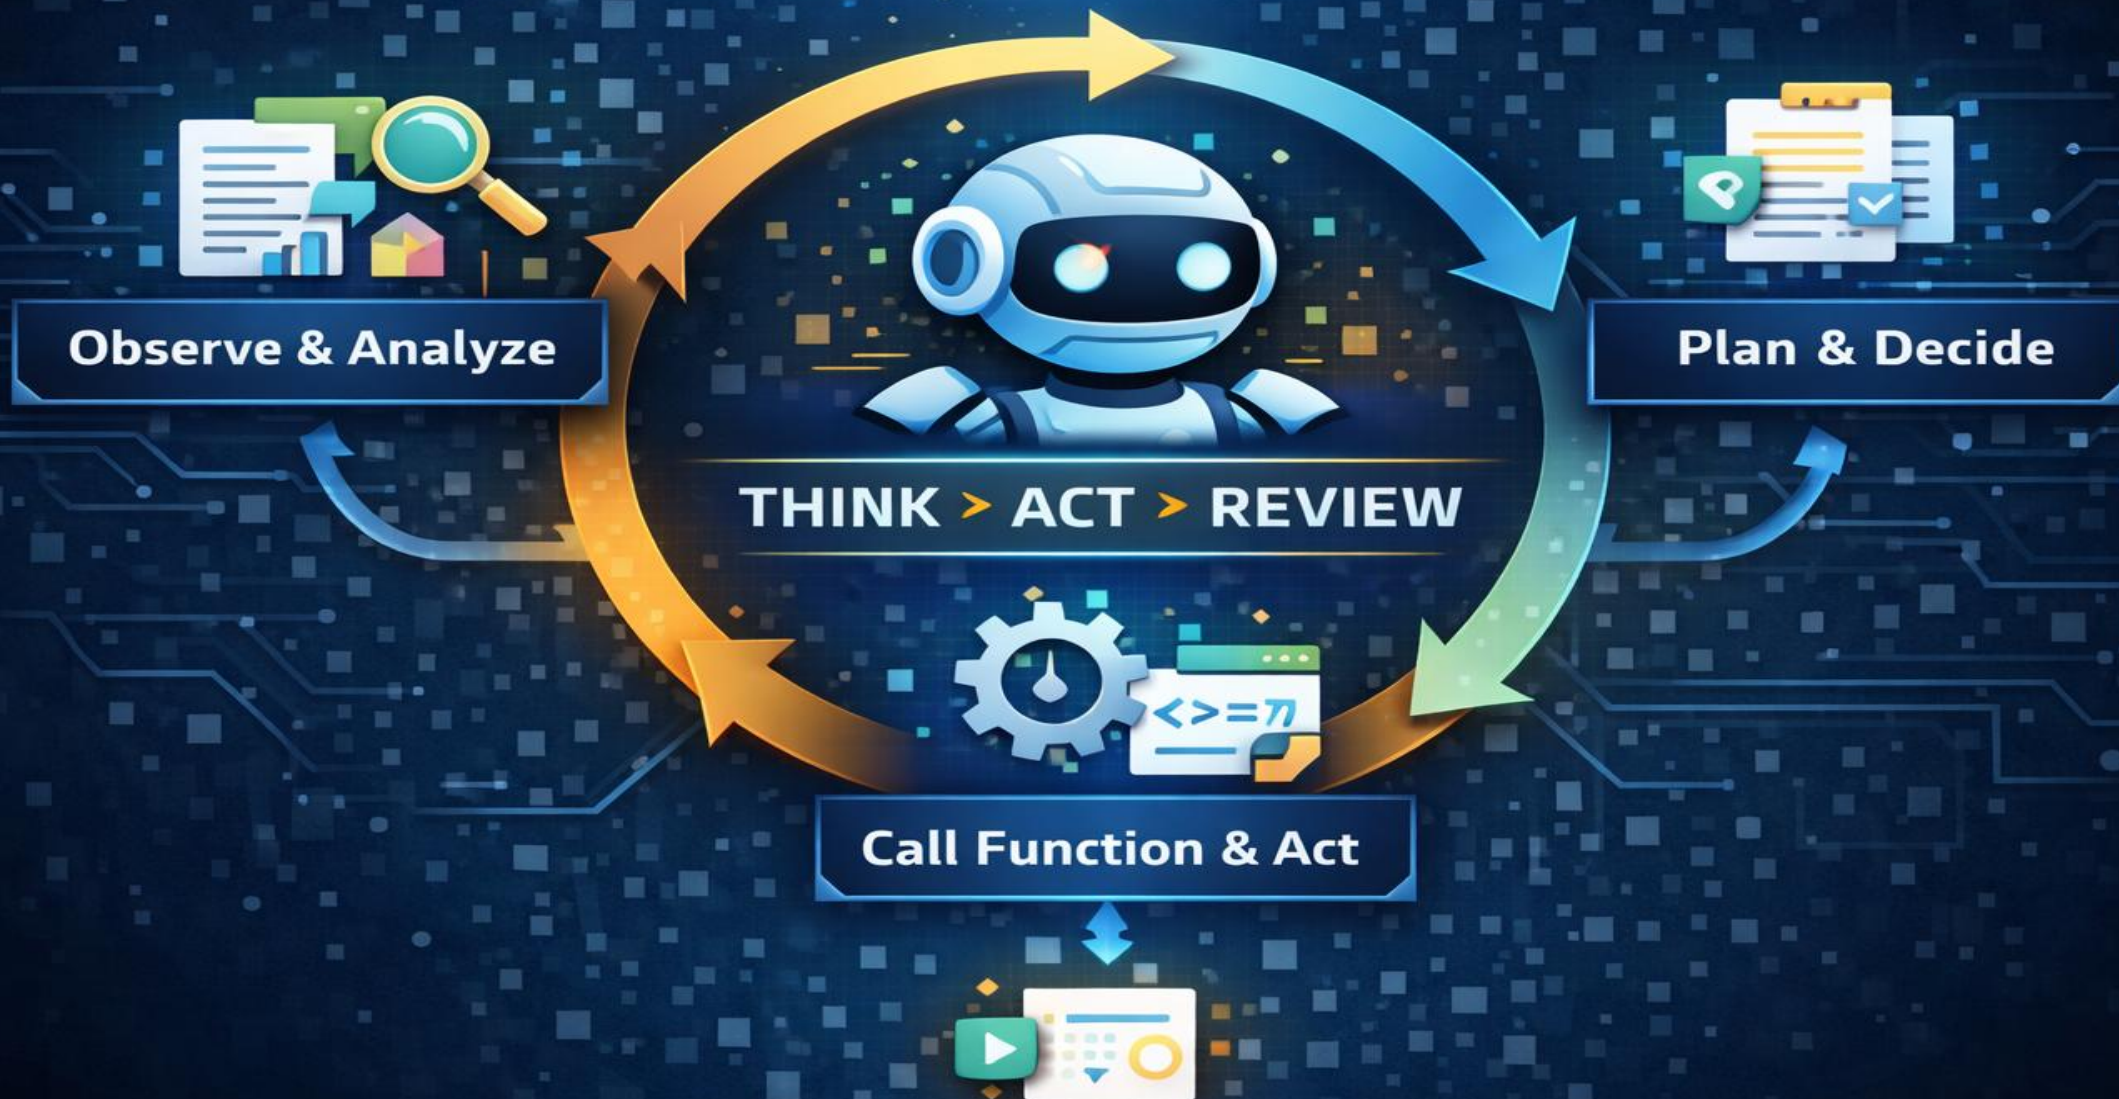 Observe & Analyze
Plan & Decide
THINK > ACT > REVIEW
<>=
Call Function & Act